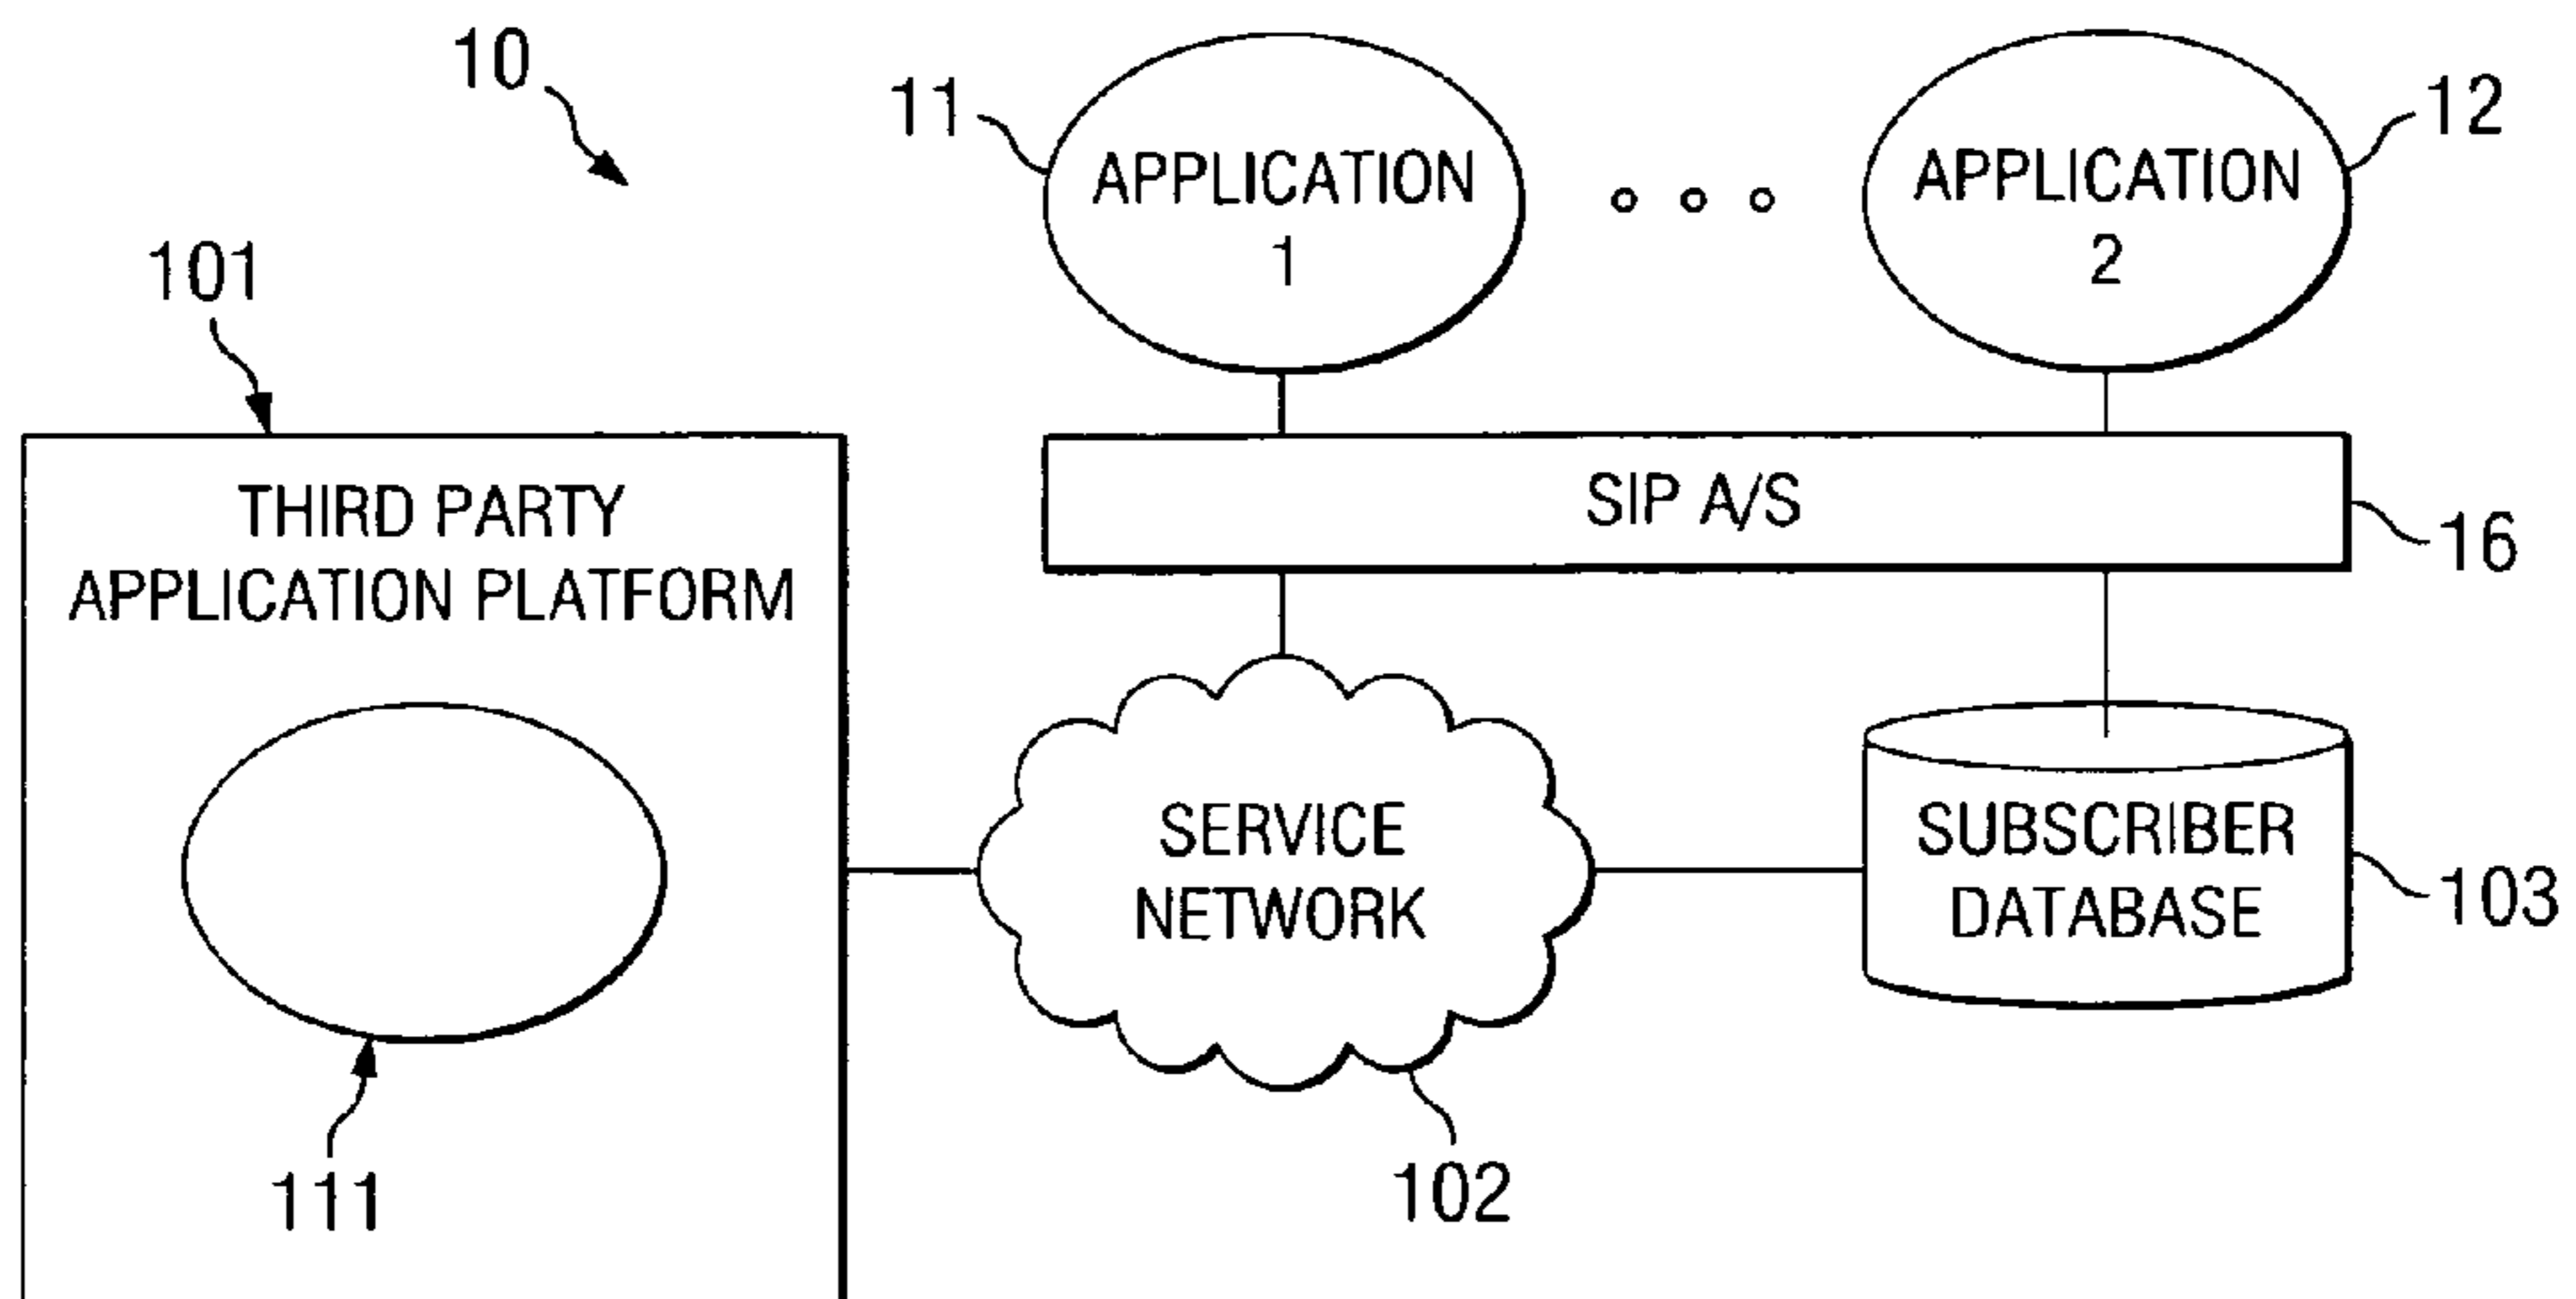 10
11
APPLICATION
1
APPLICATION
2
12
101
THIRD PARTY
APPLICATION PLATFORM
SIP A/S
16
SERVICE
NETWORK
SUBSCRIBER
DATABASE
103
111
102